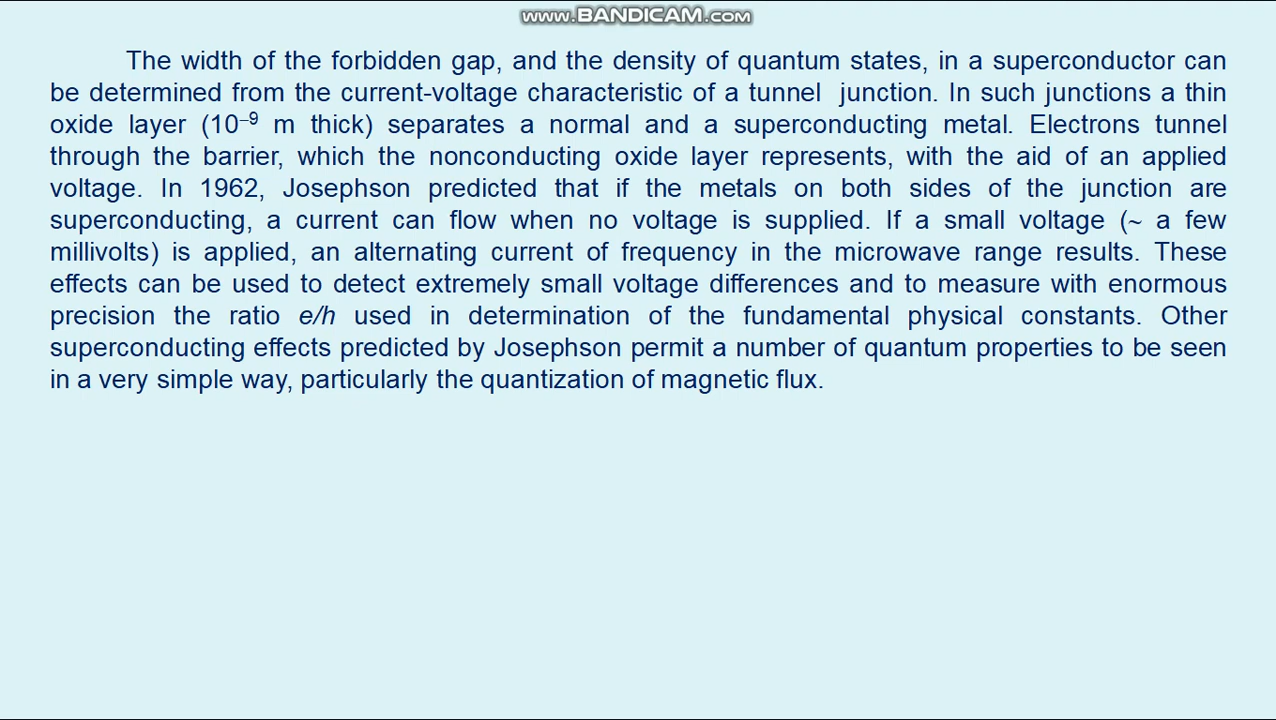 www.BANDICAM.com
The width of the forbidden gap, and the density of quantum states, in a superconductor can
be determined from the current-voltage characteristic of a tunnel junction. In such junctions a thin
oxide layer (10⁻⁹ m thick) separates a normal and a superconducting metal. Electrons tunnel
through the barrier, which the nonconducting oxide layer represents, with the aid of an applied
voltage. In 1962, Josephson predicted that if the metals on both sides of the junction are
superconducting, a current can flow when no voltage is supplied. If a small voltage (~ a few
millivolts) is applied, an alternating current of frequency in the microwave range results. These
effects can be used to detect extremely small voltage differences and to measure with enormous
precision the ratio e/h used in determination of the fundamental physical constants. Other
superconducting effects predicted by Josephson permit a number of quantum properties to be seen
in a very simple way, particularly the quantization of magnetic flux.